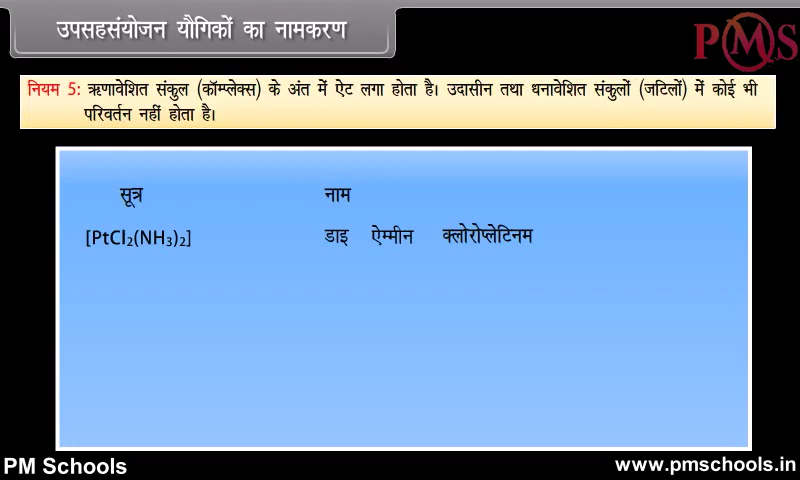 उपसहसंयोजन यौगिकों का नामकरण
PMS
नियम 5: ऋणावेशित संकुल (कॉम्प्लेक्स) के अंत में ऐट लगा होता है। उदासीन तथा धनावेशित संकुलों (जटिलों) में कोई भी
परिवर्तन नहीं होता है।
सूत्र नाम
[PtCl₂(NH₃)₂] डाइ ऐम्मीन क्लोरोप्लेटिनम
PM Schools www.pmschools.in